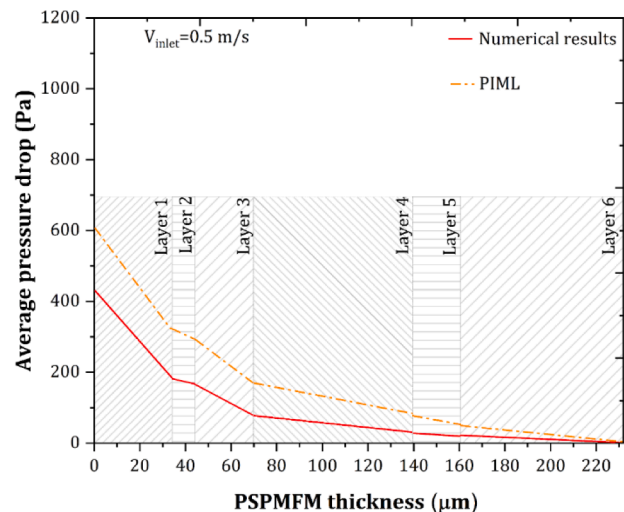 1200
1000
800
600
400
200
0
Average pressure drop (Pa)
V_inlet=0.5 m/s
Numerical results
PIML
Layer 1
Layer 2
Layer 3
Layer 4
Layer 5
Layer 6
0 20 40 60 80 100 120 140 160 180 200 220
PSPMFM thickness (μm)